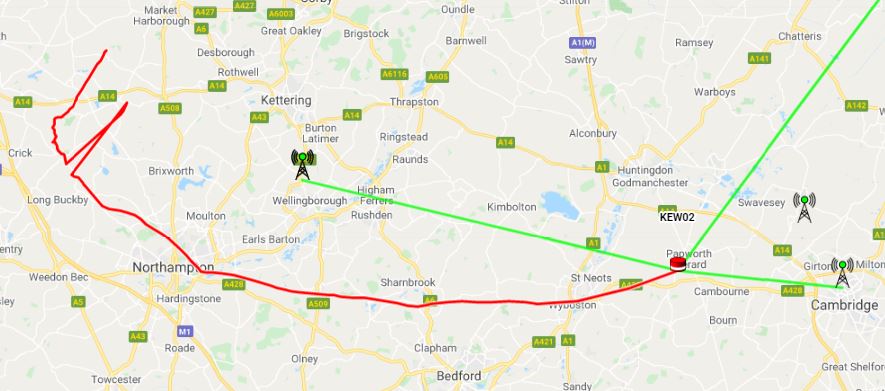 Corby
Stilton
Market
Harborough
A427
A427
A6003
Oundle
A6
Great Oakley
Brigstock
Barnwell
A1(M)
Ramsey
Chatteris
Desborough
Sawtry
A141
Rothwell
A6116
A605
A14
Warboys
A14
A14
Kettering
Thrapston
A142
A508
A43
A14
Burton
Latimer
Ringstead
Alconbury
A14
Crick
Raunds
A1
Brixworth
Huntingdon
Godmanchester
Long Buckby
Wellingborough
Higham
Ferrers
Kimbolton
Swavesey
Moulton
Rushden
KEW02
Earls Barton
A1
A14
Papworth
Everard
Girton
Milton
Northampton
Weedon Bec
Sharnbrook
St Neots
A428
Cambourne
A428
A428
Hardingstone
A5
A509
A6
Wyboston
Cambridge
Bourn
M1
A43
Roade
A421
A1
Olney
Clapham
Great Shelford
Towcester
Bedford
Sandy